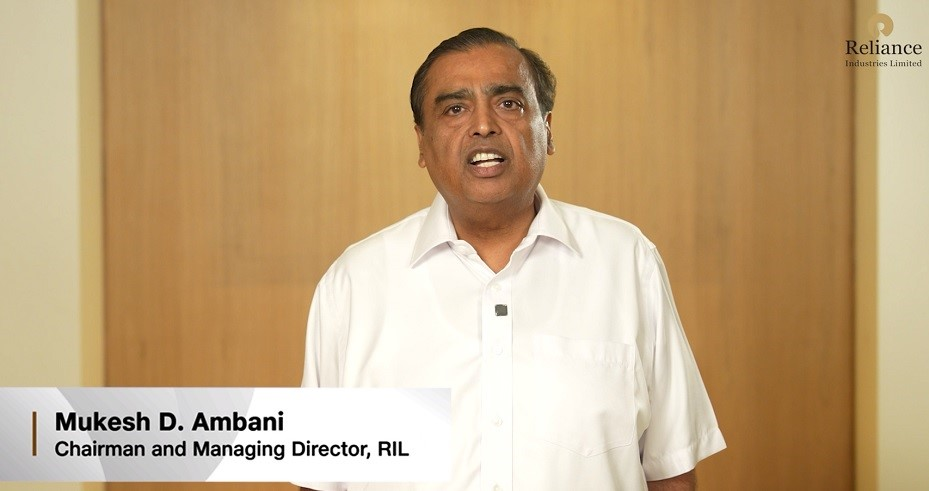 Reliance
Industries Limited
Mukesh D. Ambani
Chairman and Managing Director, RIL